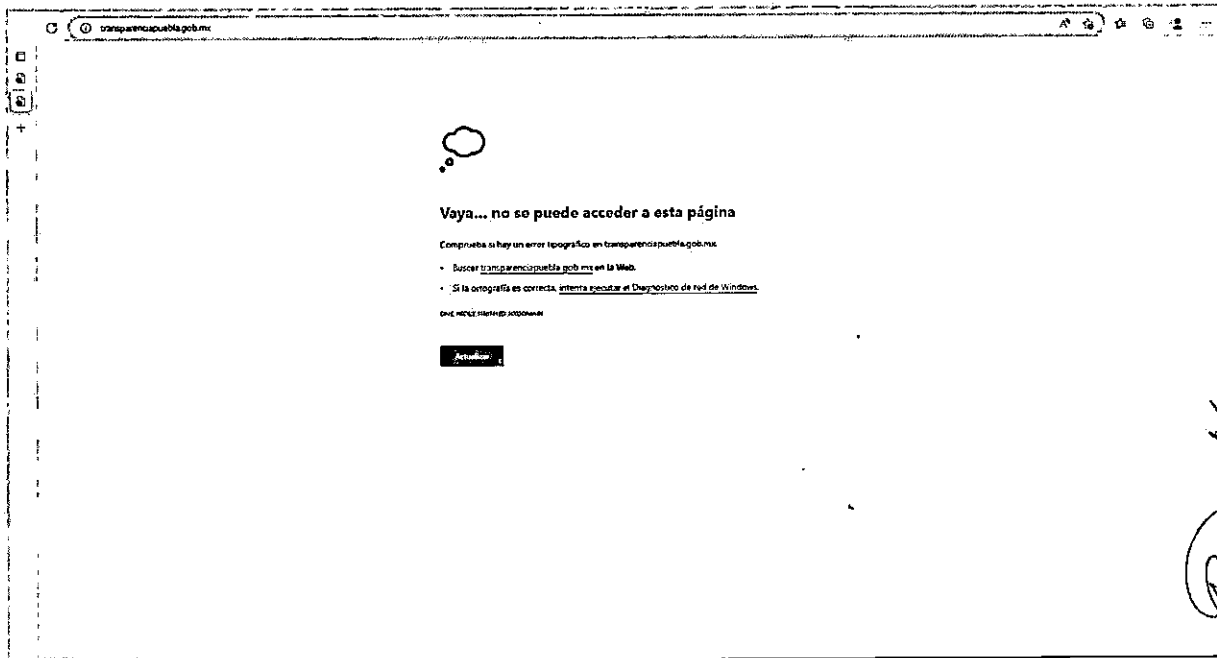 transparenciapuebla.gob.mx
Vaya... no se puede acceder a esta página
Comprueba si hay un error tipográfico en transparenciapuebla.gob.mx.
• Buscar transparenciapuebla gob mx en la Web.
• Si la ortografía es correcta, intenta ejecutar el Diagnóstico de red de Windows.
Actualizar